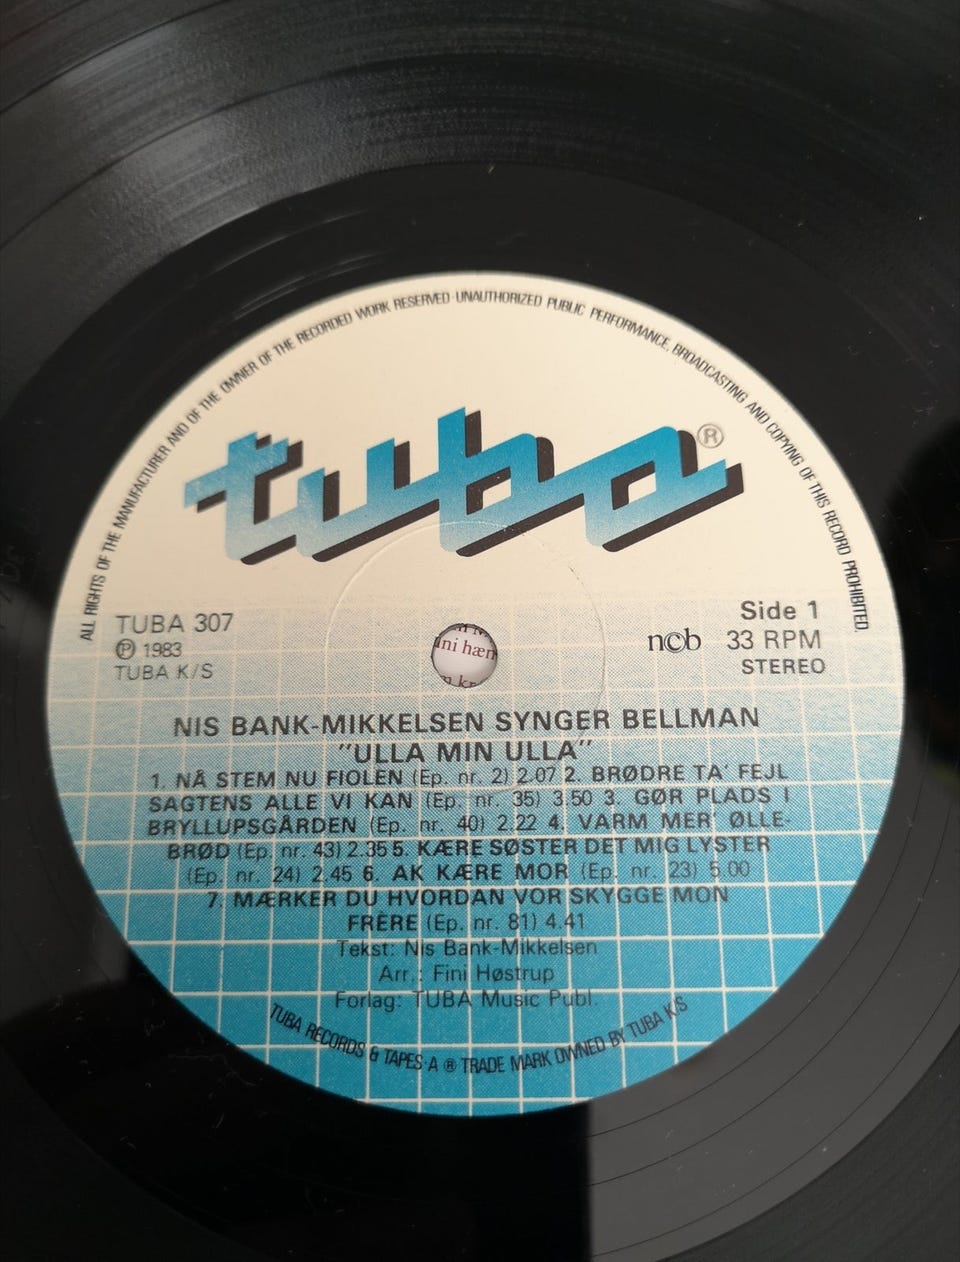 ALL RIGHTS OF THE MANUFACTURER AND OF THE OWNER OF THE RECORDED WORK RESERVED·UNAUTHORIZED PUBLIC PERFORMANCE, BROADCASTING AND COPYING OF THIS RECORD PROHIBITED.
tuba ®
TUBA 307
Ⓟ 1983
TUBA K/S
ini hæn
Side 1
ncb 33 RPM
STEREO
NIS BANK-MIKKELSEN SYNGER BELLMAN
"ULLA MIN ULLA"
1. NÅ STEM NU FIOLEN (Ep. nr. 2) 2.07 2. BRØDRE TA' FEJL
SAGTENS ALLE VI KAN (Ep. nr. 35) 3.50 3. GØR PLADS I
BRYLLUPSGÅRDEN (Ep. nr. 40) 2.22 4. VARM MER' ØLLE-
BRØD (Ep. nr. 43) 2.35 5. KÆRE SØSTER DET MIG LYSTER
(Ep. nr. 24) 2.45 6. AK KÆRE MOR (Ep. nr. 23) 5.00
7. MÆRKER DU HVORDAN VOR SKYGGE MON
FRÈRE (Ep. nr. 81) 4.41
Tekst: Nis Bank-Mikkelsen
Arr.: Fini Høstrup
Forlag: TUBA Music Publ.
TUBA RECORDS & TAPES·A ® TRADE MARK OWNED BY TUBA K/S